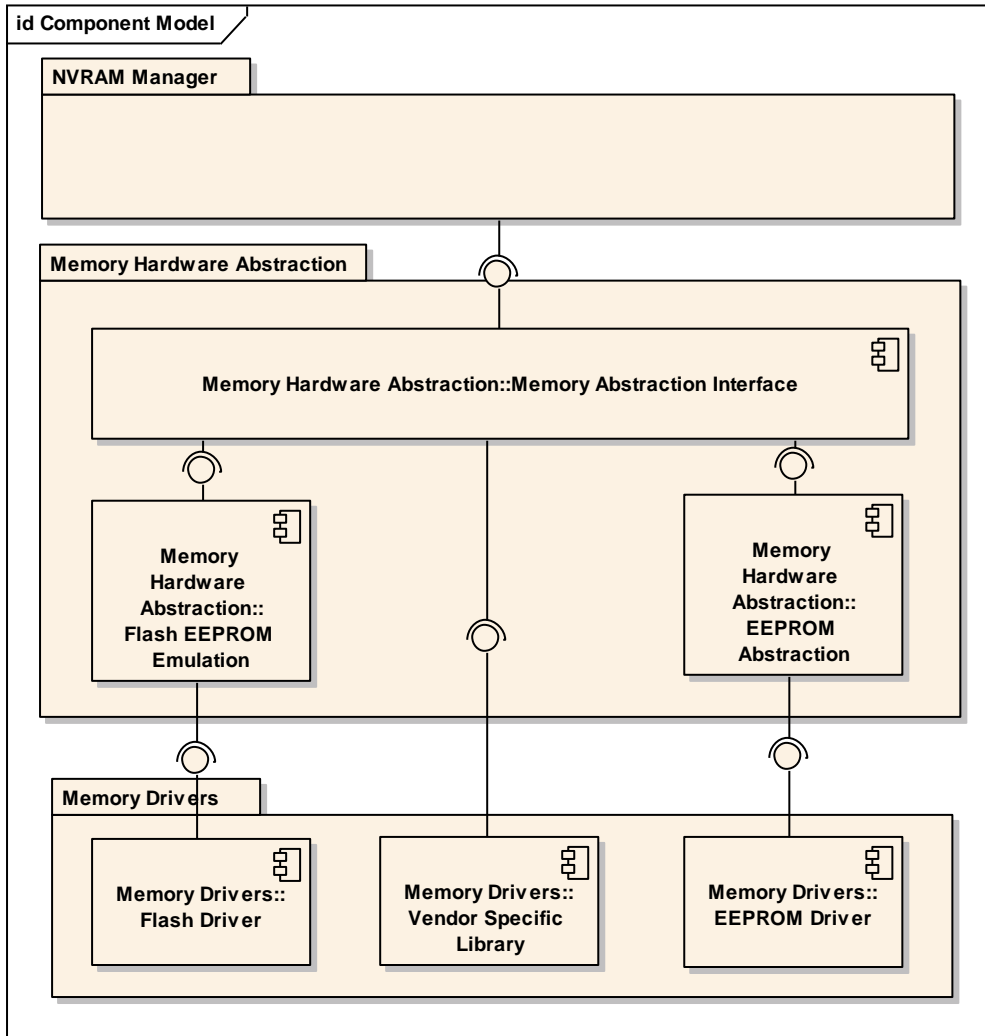 id Component Model
NVRAM Manager
Memory Hardware Abstraction
Memory Hardware Abstraction::Memory Abstraction Interface
Memory
Hardware
Abstraction::
Flash EEPROM
Emulation
Memory
Hardware
Abstraction::
EEPROM
Abstraction
Memory Drivers
Memory Drivers::
Flash Driver
Memory Drivers::
Vendor Specific
Library
Memory Drivers::
EEPROM Driver